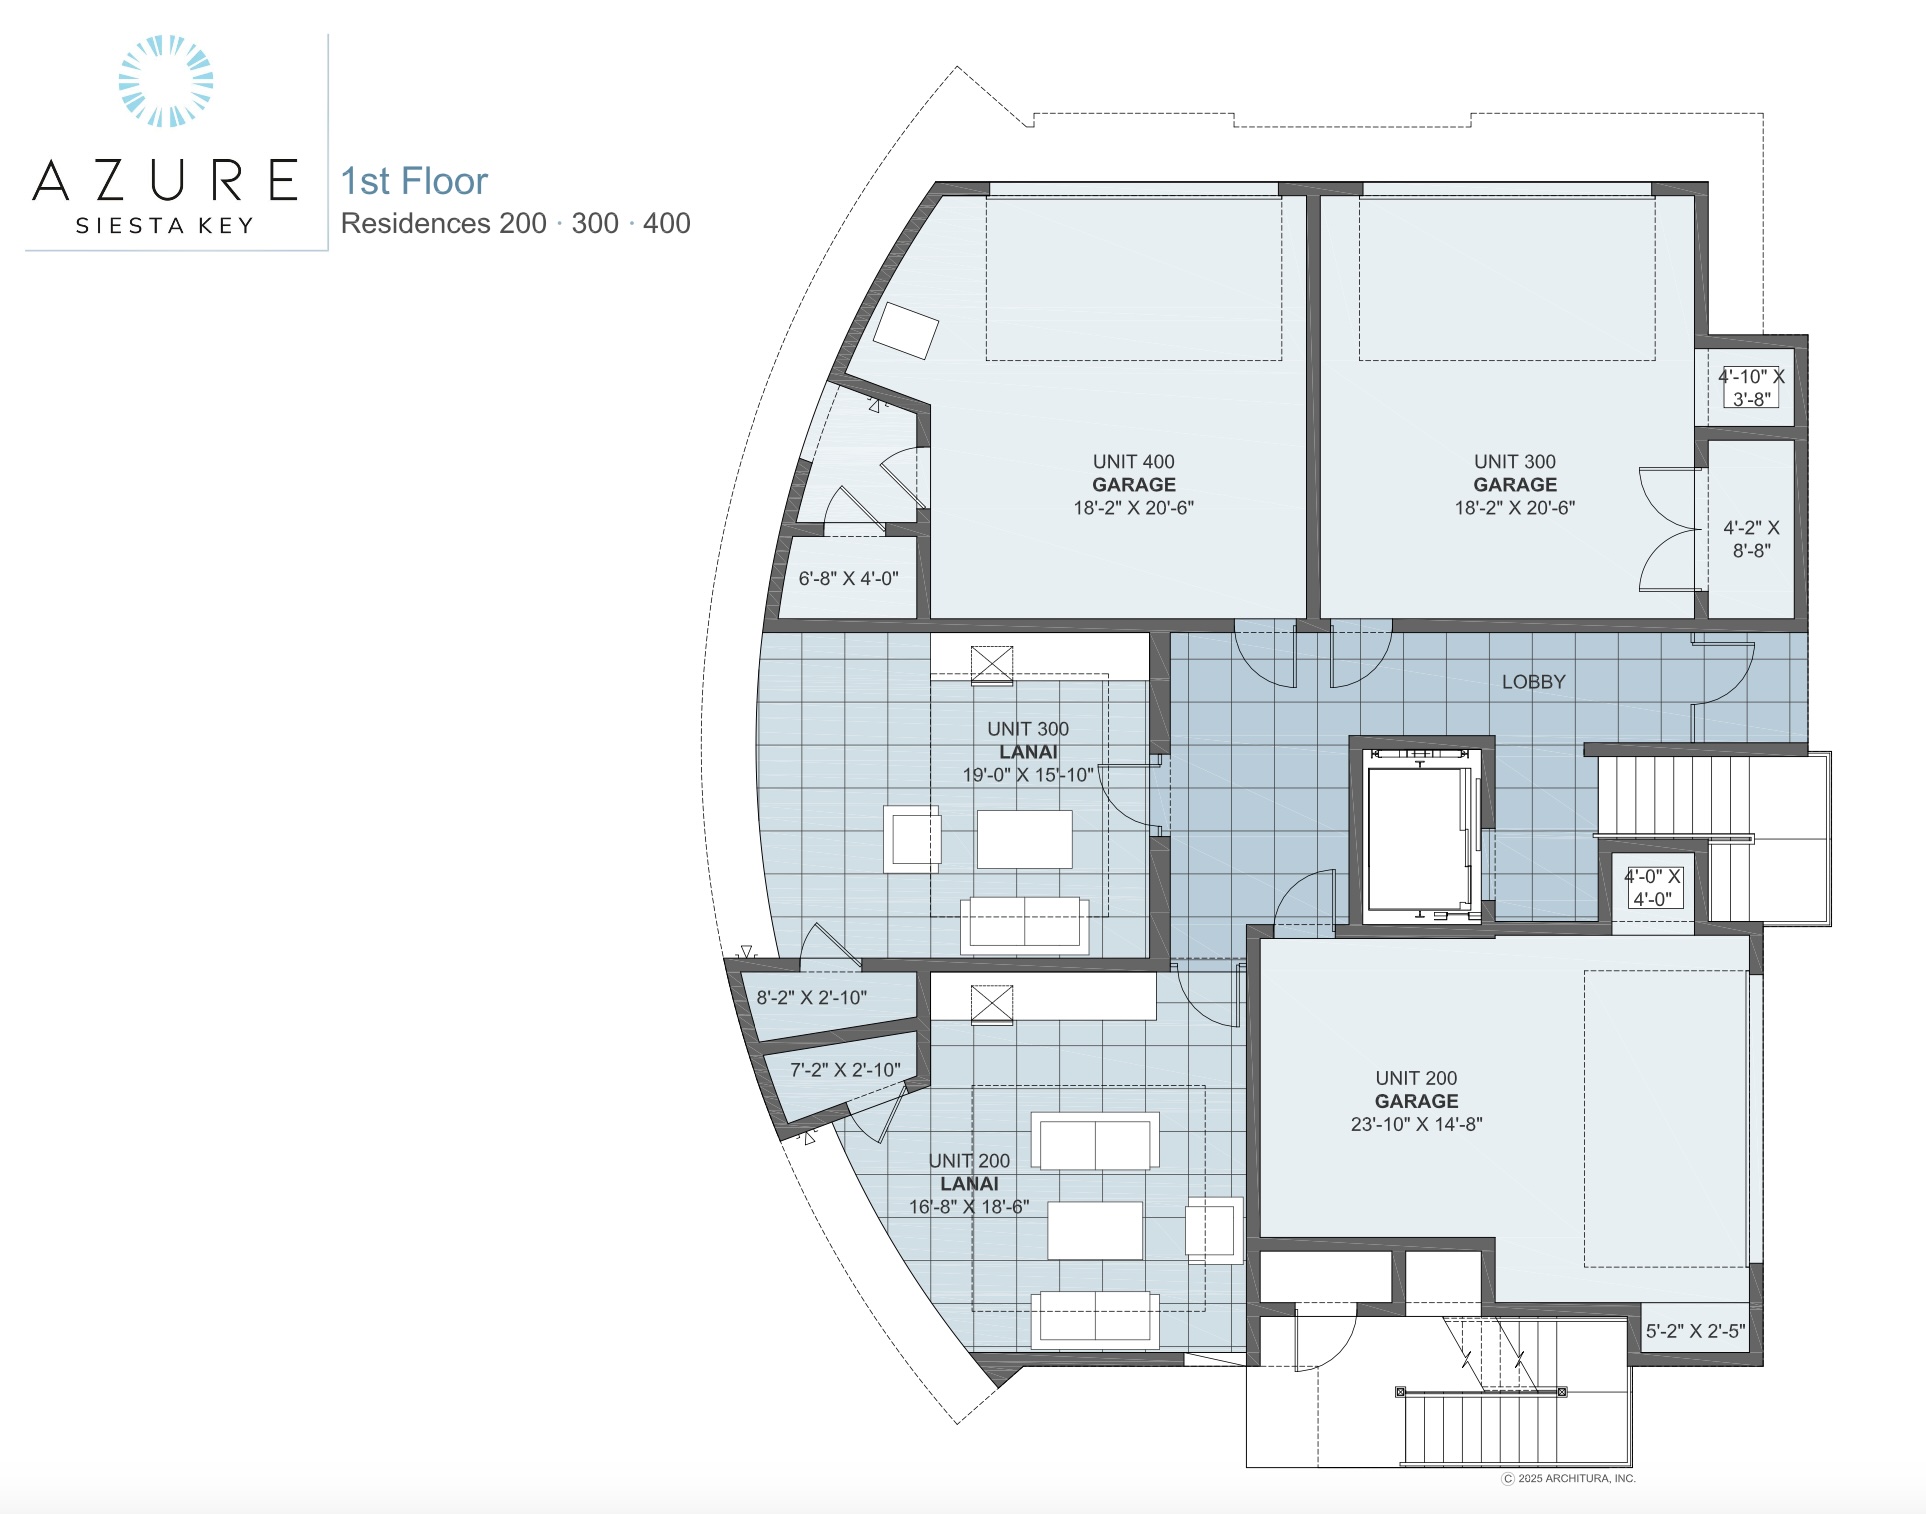 AZURE
SIESTA KEY
1st Floor
Residences 200 · 300 · 400
UNIT 400
GARAGE
18'-2" X 20'-6"
UNIT 300
GARAGE
18'-2" X 20'-6"
4'-10" X
3'-8"
4'-2" X
8'-8"
6'-8" X 4'-0"
LOBBY
UNIT 300
LANAI
19'-0" X 15'-10"
4'-0" X
4'-0"
8'-2" X 2'-10"
7'-2" X 2'-10"
UNIT 200
GARAGE
23'-10" X 14'-8"
UNIT 200
LANAI
16'-8" X 18'-6"
5'-2" X 2'-5"
© 2025 ARCHITURA, INC.